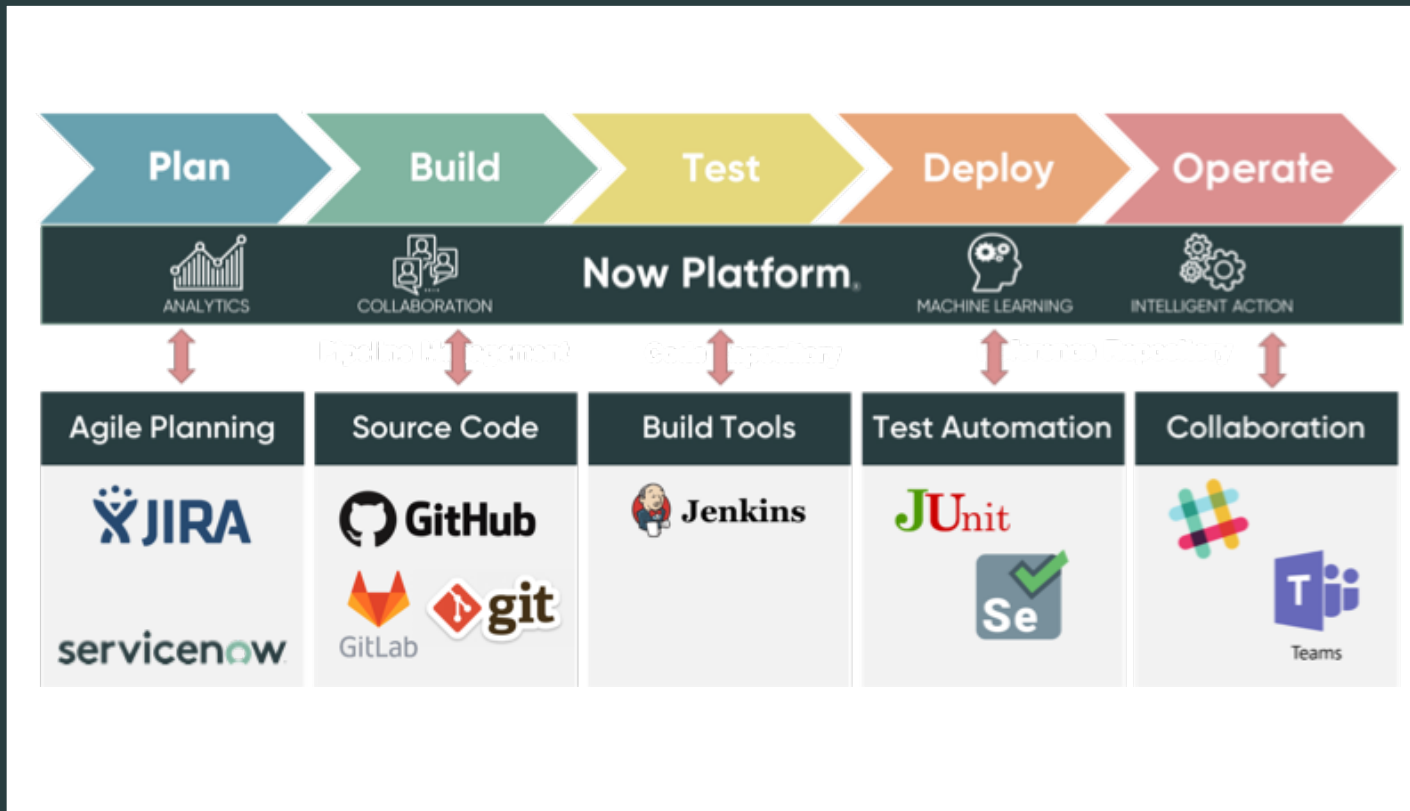 Plan
Build
Test
Deploy
Operate
Now Platform®
ANALYTICS
COLLABORATION
MACHINE LEARNING
INTELLIGENT ACTION
Agile Planning
Source Code
Build Tools
Test Automation
Collaboration
JIRA
servicenow
GitHub
GitLab
git
Jenkins
JUnit
Se
T
Teams